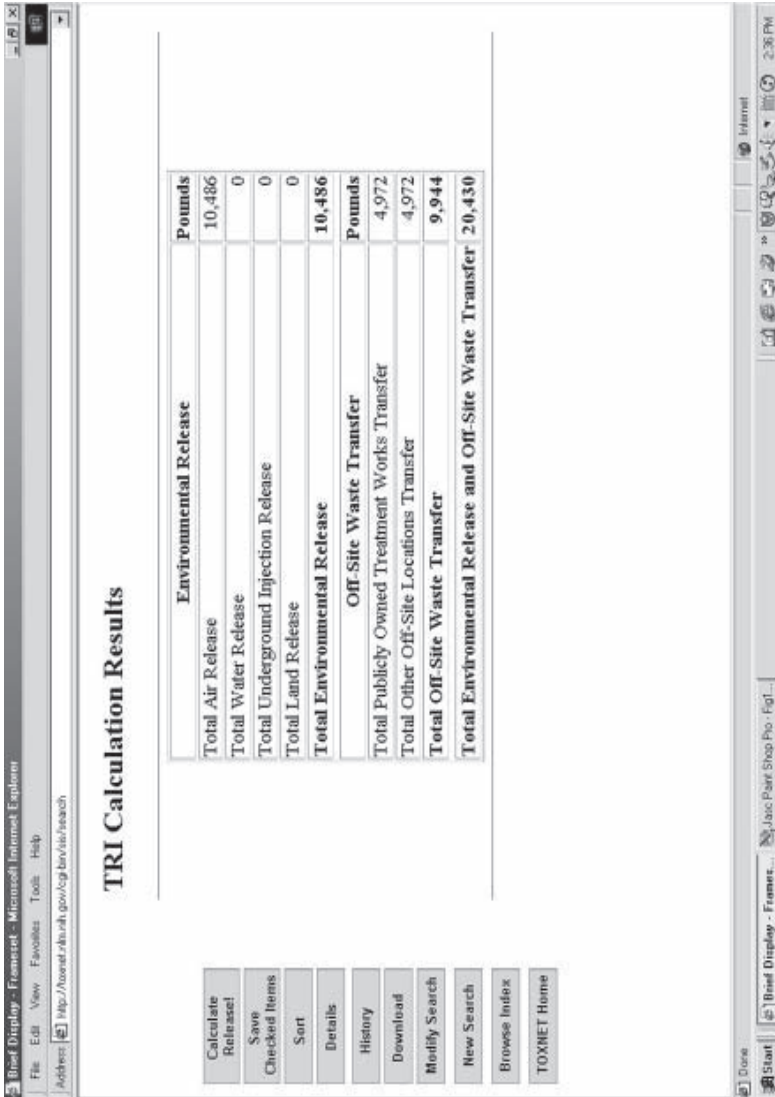 Brief Display - Frameset - Microsoft Internet Explorer
File Edit View Favorites Tools Help
Address http://toxnet.nlm.nih.gov/cgi-bin/sis/search
Calculate
Release!
Save
Checked Items
Sort
Details
History
Download
Modify Search
New Search
Browse Index
TOXNET Home
TRI Calculation Results
Environmental Release Pounds
Total Air Release 10,486
Total Water Release 0
Total Underground Injection Release 0
Total Land Release 0
Total Environmental Release 10,486
Off-Site Waste Transfer Pounds
Total Publicly Owned Treatment Works Transfer 4,972
Total Other Off-Site Locations Transfer 4,972
Total Off-Site Waste Transfer 9,944
Total Environmental Release and Off-Site Waste Transfer 20,430
Done Internet
Start Brief Display - Frames... Jasc Paint Shop Pro - Fig1... 2:36 PM